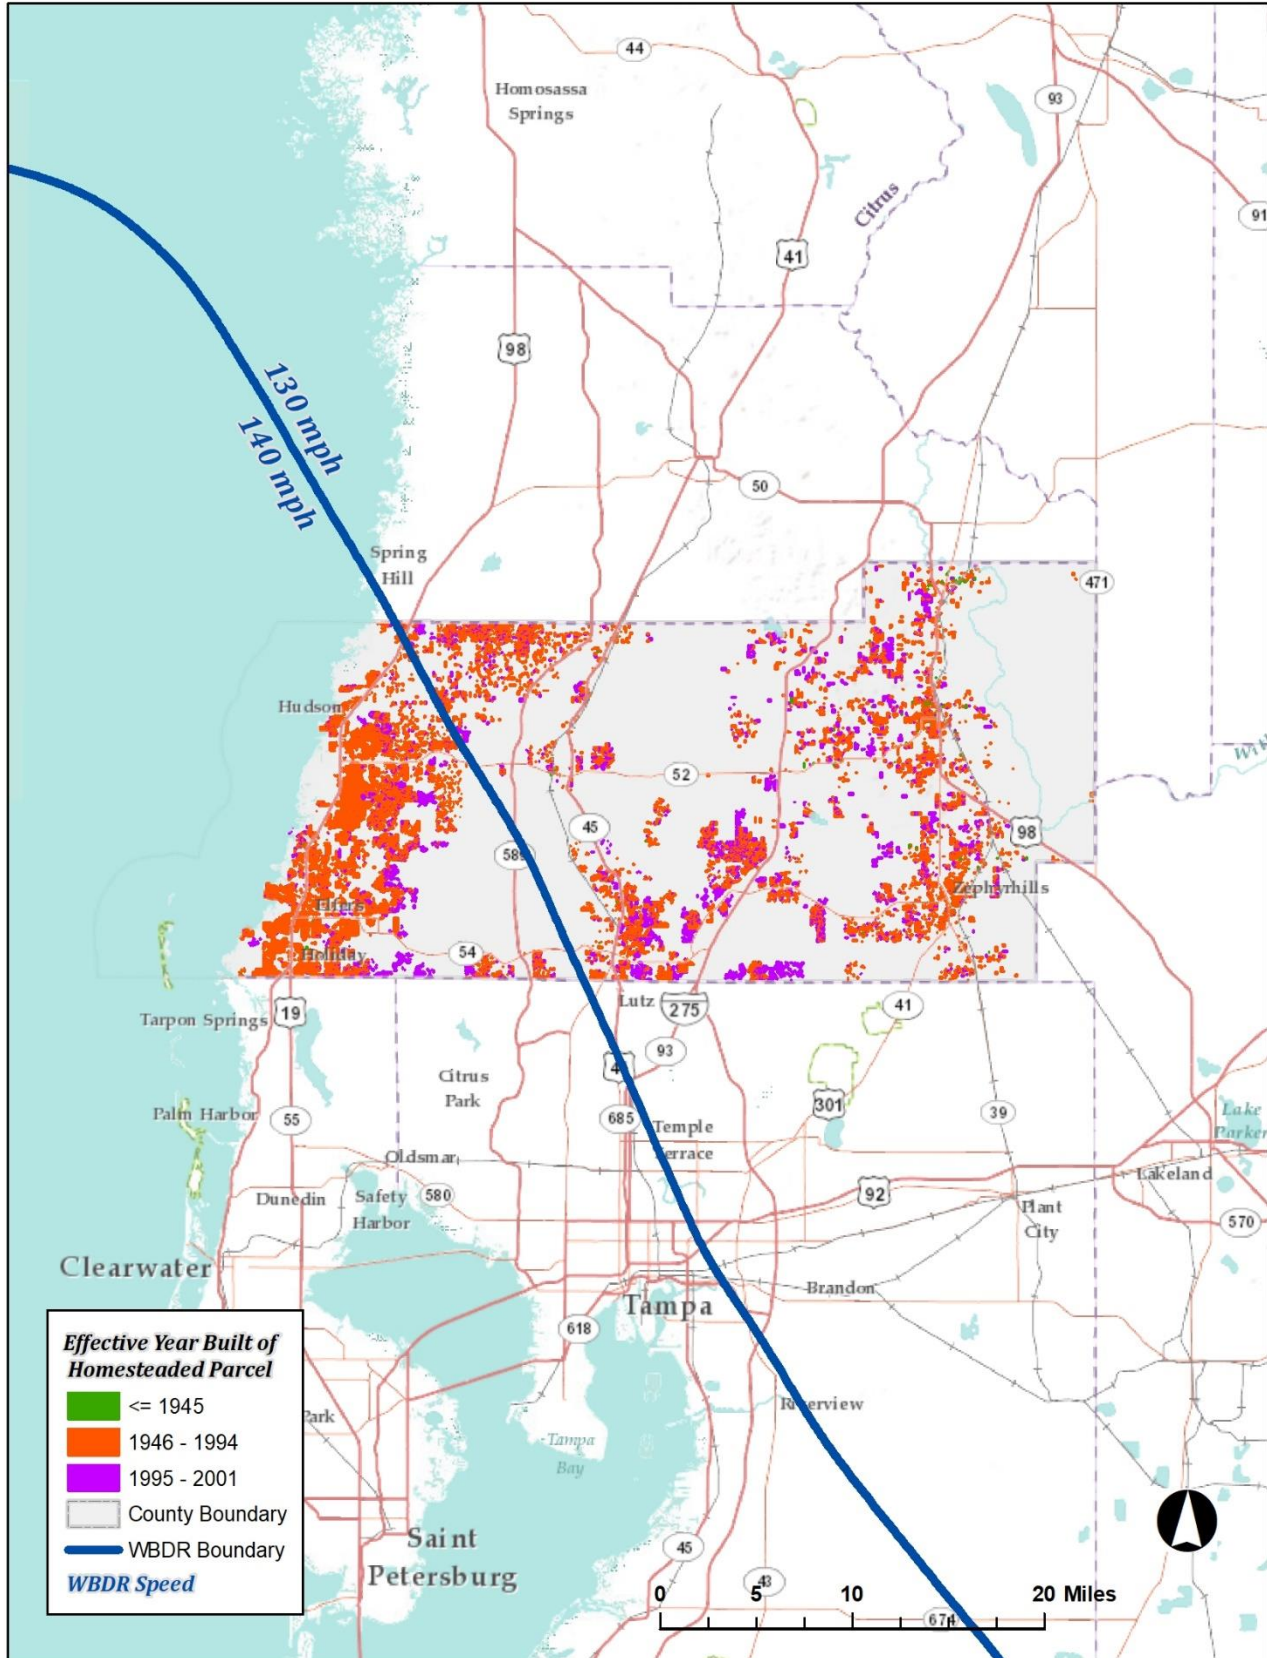 44
Homosassa
Springs
93
91
Citrus
41
98
130 mph
140 mph
50
Spring
Hill
471
Hudson
52
45
98
589
Zephyrhills
Elfers
54
Holiday
Lutz
275
41
19
Tarpon Springs
93
Citrus
Park
4
301
Palm Harbor
55
685
39
Lake
Parker
Temple
Terrace
Oldsmar
Lakeland
Dunedin
Safety
Harbor
580
92
Plant
City
570
Clearwater
Brandon
Tampa
618
Effective Year Built of
Homesteaded Parcel
<= 1945
1946 - 1994
1995 - 2001
County Boundary
WBDR Boundary
WBDR Speed
Park
Riverview
Tampa
Bay
Saint
Petersburg
45
43
0 5 10 20 Miles
674